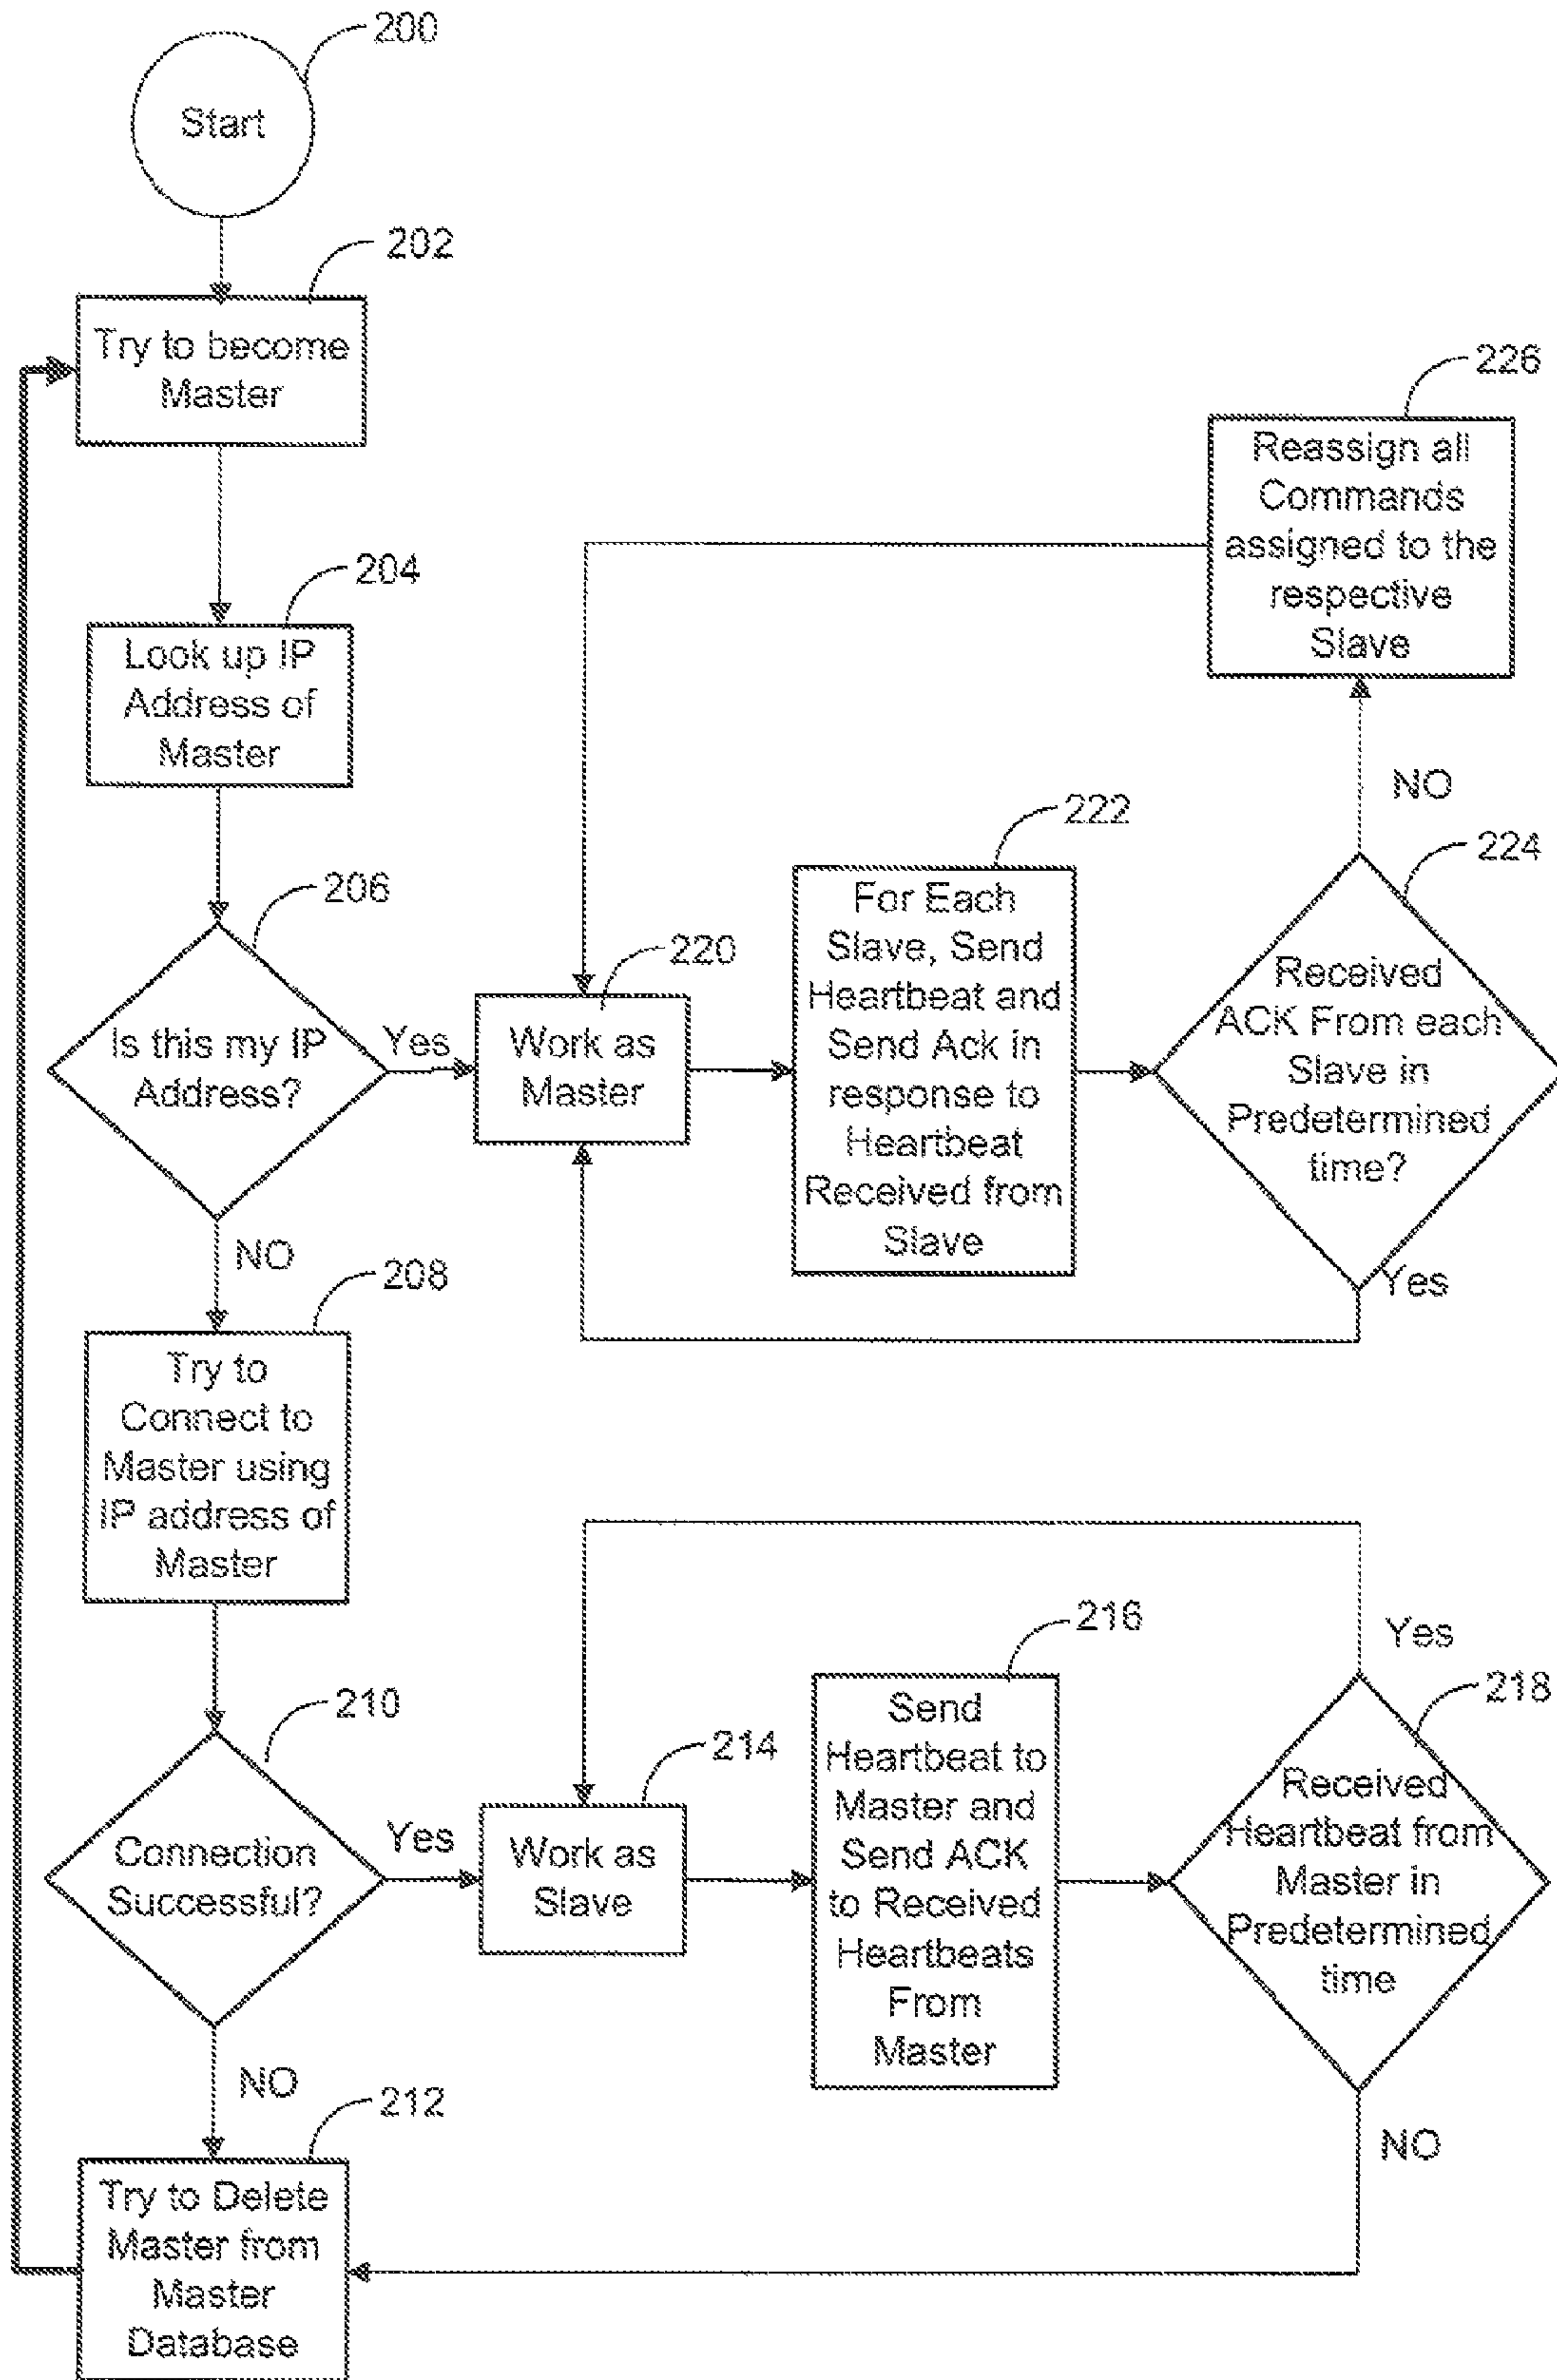 200
Start
202
Try to become
Master
204
Look up IP
Address of
Master
206
Is this my IP
Address?
Yes
NO
220
Work as
Master
222
For Each
Slave, Send
Heartbeat and
Send Ack in
response to
Heartbeat
Received from
Slave
224
Received
ACK From each
Slave in
Predetermined
time?
NO
Yes
226
Reassign all
Commands
assigned to the
respective
Slave
208
Try to
Connect to
Master using
IP address of
Master
210
Connection
Successful?
Yes
NO
214
Work as
Slave
216
Send
Heartbeat to
Master and
Send ACK
to Received
Heartbeats
From
Master
218
Received
Heartbeat from
Master in
Predetermined
time
Yes
NO
212
Try to Delete
Master from
Master
Database